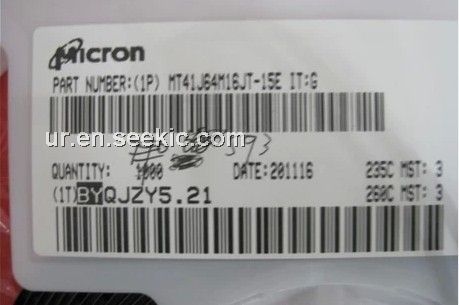 Micron
PART NUMBER:(1P) MT41J64M16JT-15E IT:G
ur.en.seekic.com
593
QUANTITY: 1000 DATE:201116 235C MST: 3
(1T)BYQJZY5.21 260C MST: 3